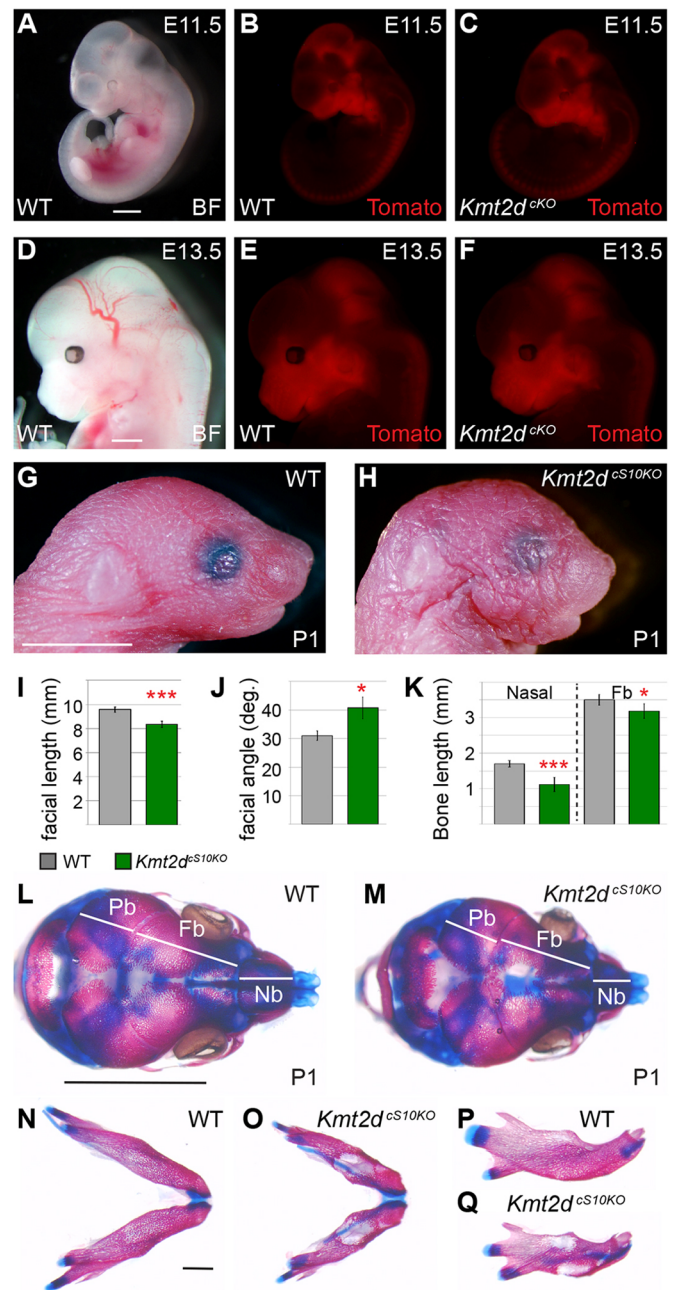 A E11.5 B E11.5 C E11.5
WT BF WT Tomato Kmt2d cKO Tomato
D E13.5 E E13.5 F E13.5
WT BF WT Tomato Kmt2d cKO Tomato
G WT H Kmt2d cS10KO
P1 P1
I J K
facial length (mm)
10
8
6
4
2
***
facial angle (deg.)
40
30
20
10
*
Bone length (mm)
3
2
1
Nasal Fb
*** *
WT Kmt2d cS10KO
L WT M Kmt2d cS10KO
Pb Fb Nb Pb Fb Nb
P1 P1
N WT O Kmt2d cS10KO P WT
Q Kmt2d cS10KO